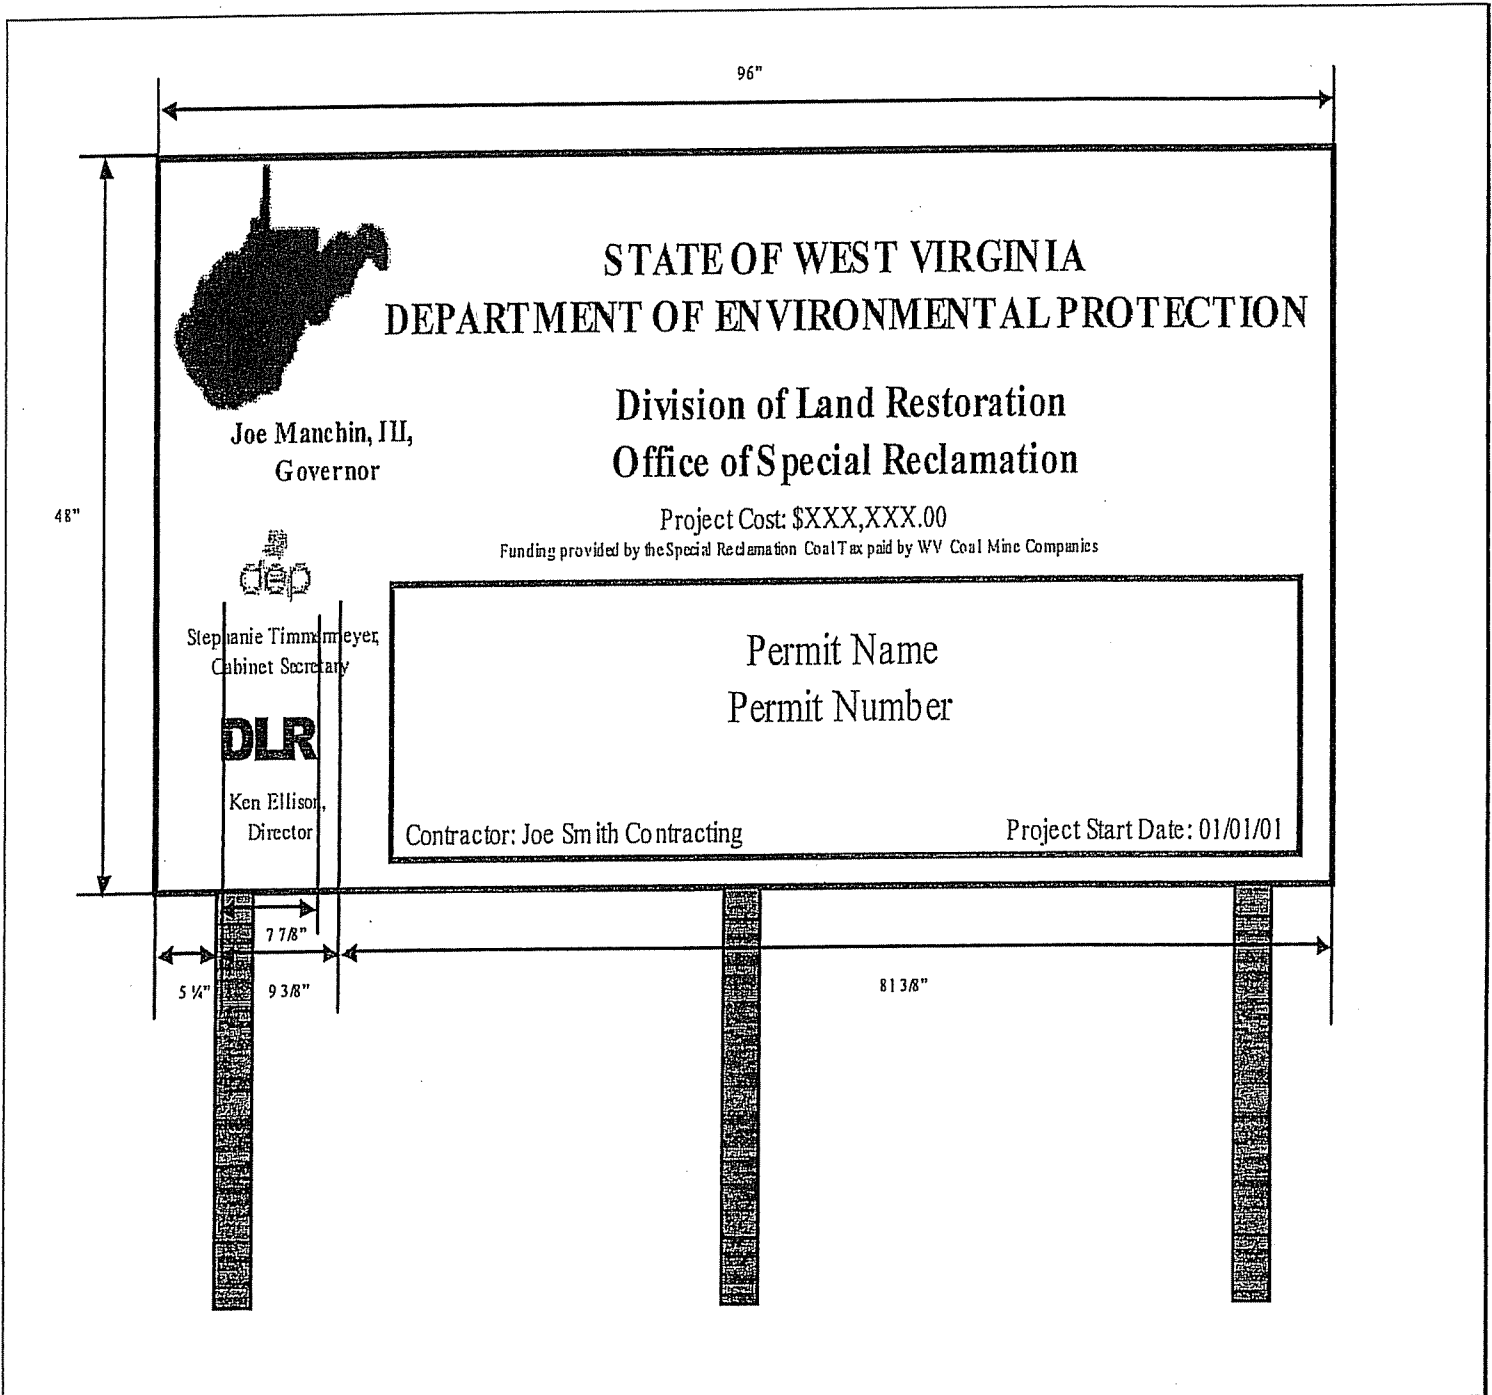 96"
STATE OF WEST VIRGINIA
DEPARTMENT OF ENVIRONMENTAL PROTECTION
Division of Land Restoration
Office of Special Reclamation
Joe Manchin, III,
Governor
48"
Project Cost: $XXX,XXX.00
Funding provided by the Special Reclamation Coal Tax paid by WV Coal Mine Companies
dep
Stephanie Timmermeyer,
Cabinet Secretary
Permit Name
Permit Number
DLR
Ken Ellison,
Director
Contractor: Joe Smith Contracting
Project Start Date: 01/01/01
7 7/8"
5 ¼"
9 3/8"
81 3/8"